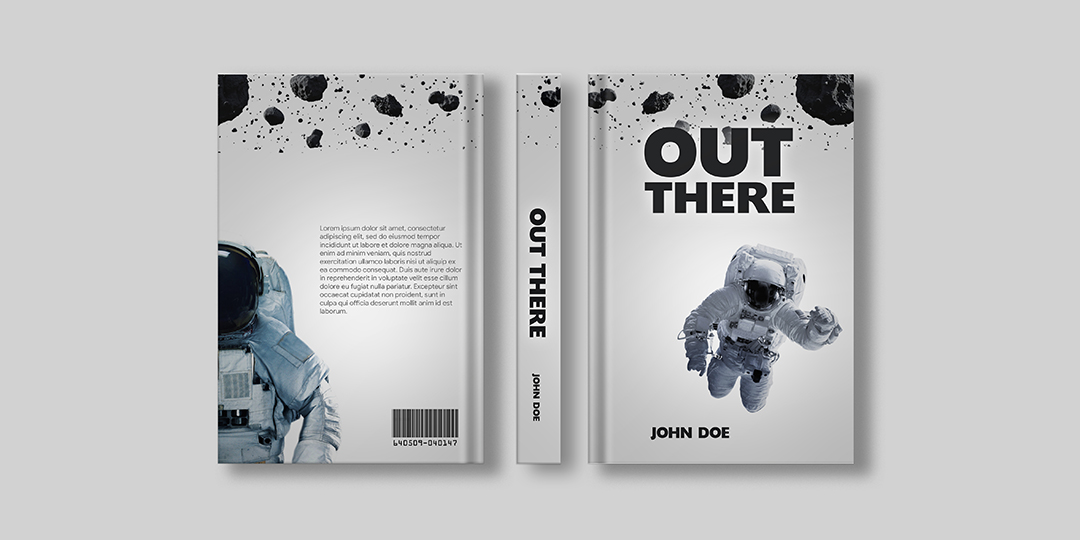 Lorem ipsum dolor sit amet, consectetur
adipiscing elit, sed do eiusmod tempor
incididunt ut labore et dolore magna aliqua. Ut
enim ad minim veniam, quis nostrud
exercitation ullamco laboris nisi ut aliquip ex
ea commodo consequat. Duis aute irure dolor
in reprehenderit in voluptate velit esse cillum
dolore eu fugiat nulla pariatur. Excepteur sint
occaecat cupidatat non proident, sunt in
culpa qui officia deserunt mollit anim id est
laborum.
640509-040147
OUT THERE
JOHN DOE
OUT
THERE
JOHN DOE